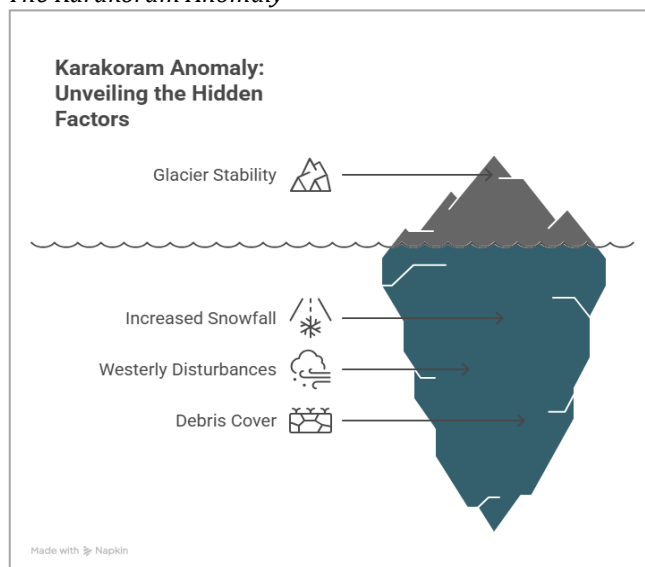 The Karakoram Anomaly
Karakoram Anomaly:
Unveiling the Hidden
Factors
Glacier Stability
Increased Snowfall
Westerly Disturbances
Debris Cover
Made with Napkin